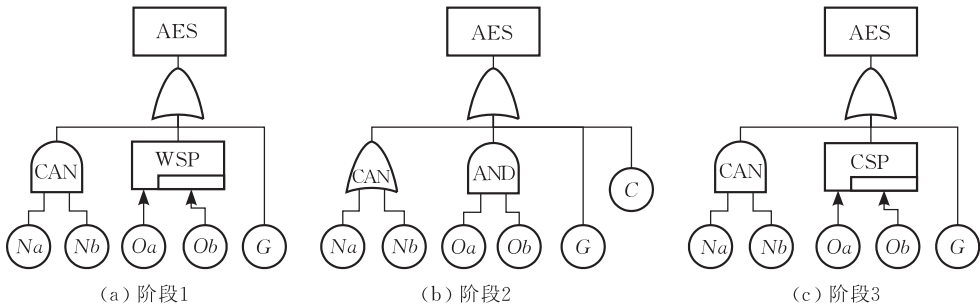 AES AES AES
CAN WSP CAN AND C CAN CSP
Na Nb Oa Ob G Na Nb Oa Ob G Na Nb Oa Ob G
(a) 阶段1 (b) 阶段2 (c) 阶段3